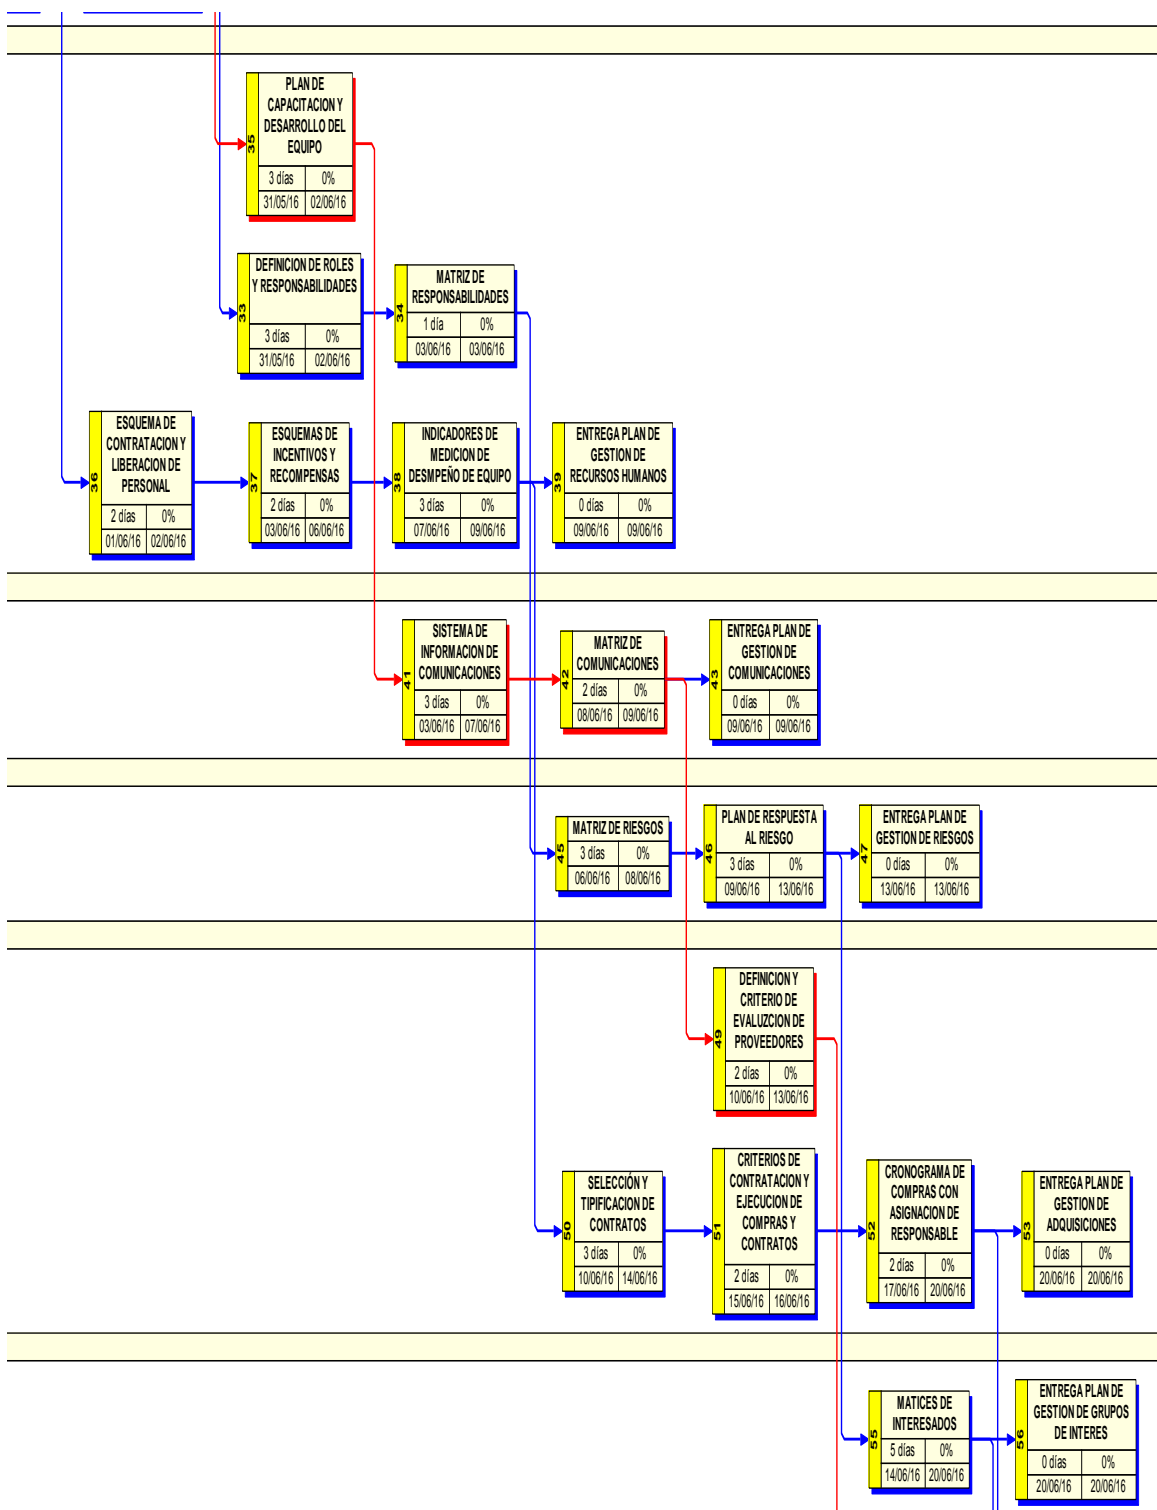 35
PLAN DE
CAPACITACION Y
DESARROLLO DEL
EQUIPO
3 días 0%
31/05/16 02/06/16
33
DEFINICION DE ROLES
Y RESPONSABILIDADES
3 días 0%
31/05/16 02/06/16
34
MATRIZ DE
RESPONSABILIDADES
1 día 0%
03/06/16 03/06/16
36
ESQUEMA DE
CONTRATACION Y
LIBERACION DE
PERSONAL
2 días 0%
01/06/16 02/06/16
37
ESQUEMAS DE
INCENTIVOS Y
RECOMPENSAS
2 días 0%
03/06/16 06/06/16
38
INDICADORES DE
MEDICION DE
DESMPEÑO DE EQUIPO
3 días 0%
07/06/16 09/06/16
39
ENTREGA PLAN DE
GESTION DE
RECURSOS HUMANOS
0 días 0%
09/06/16 09/06/16
41
SISTEMA DE
INFORMACION DE
COMUNICACIONES
3 días 0%
03/06/16 07/06/16
42
MATRIZ DE
COMUNICACIONES
2 días 0%
08/06/16 09/06/16
43
ENTREGA PLAN DE
GESTION DE
COMUNICACIONES
0 días 0%
09/06/16 09/06/16
45
MATRIZ DE RIESGOS
3 días 0%
06/06/16 08/06/16
46
PLAN DE RESPUESTA
AL RIESGO
3 días 0%
09/06/16 13/06/16
47
ENTREGA PLAN DE
GESTION DE RIESGOS
0 días 0%
13/06/16 13/06/16
49
DEFINICION Y
CRITERIO DE
EVALUZCION DE
PROVEEDORES
2 días 0%
10/06/16 13/06/16
50
SELECCIÓN Y
TIPIFICACION DE
CONTRATOS
3 días 0%
10/06/16 14/06/16
51
CRITERIOS DE
CONTRATACION Y
EJECUCION DE
COMPRAS Y
CONTRATOS
2 días 0%
15/06/16 16/06/16
52
CRONOGRAMA DE
COMPRAS CON
ASIGNACION DE
RESPONSABLE
2 días 0%
17/06/16 20/06/16
53
ENTREGA PLAN DE
GESTION DE
ADQUISICIONES
0 días 0%
20/06/16 20/06/16
55
MATICES DE
INTERESADOS
5 días 0%
14/06/16 20/06/16
56
ENTREGA PLAN DE
GESTION DE GRUPOS
DE INTERES
0 días 0%
20/06/16 20/06/16